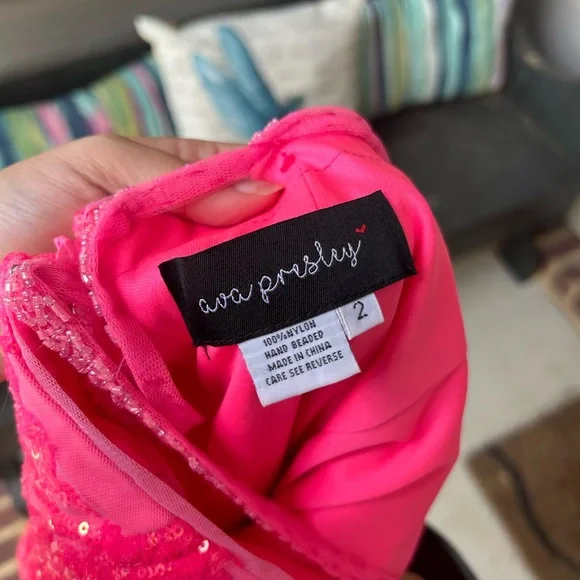 ava presley
2
100%NYLON
HAND BEADED
MADE IN CHINA
CARE SEE REVERSE